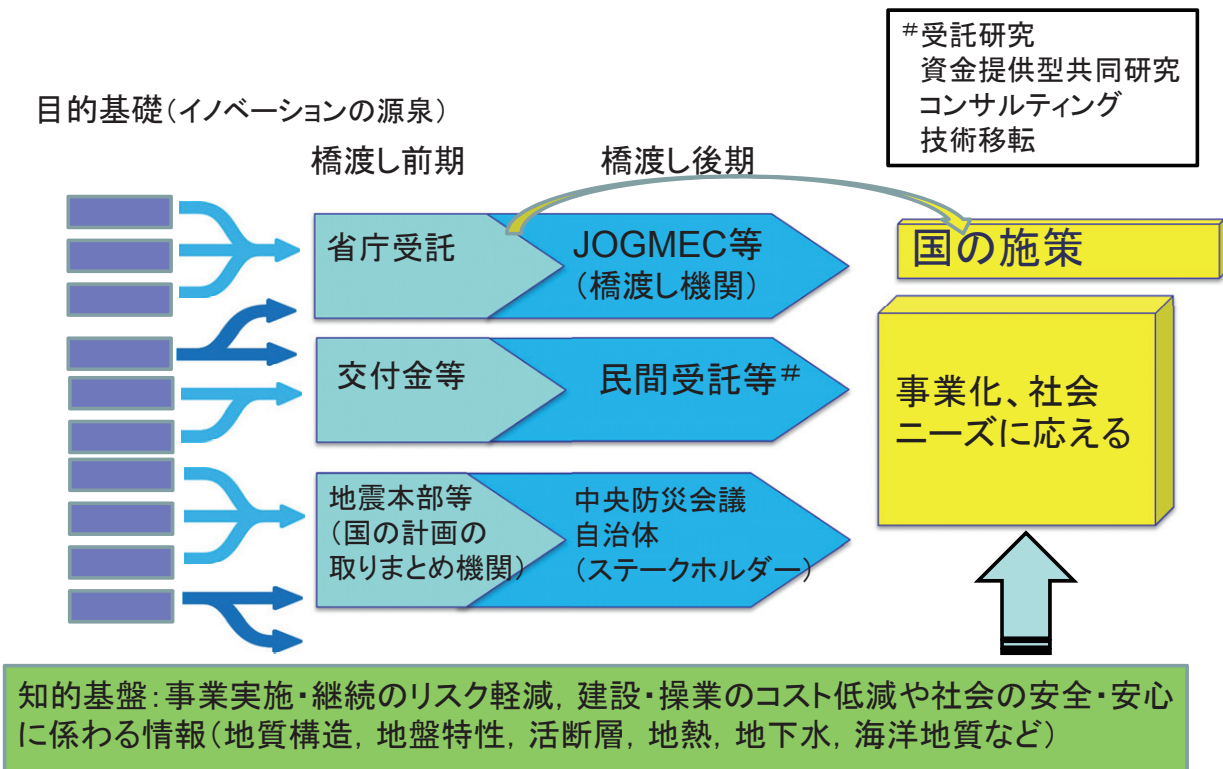 #受託研究
資金提供型共同研究
コンサルティング
技術移転
目的基礎(イノベーションの源泉)
橋渡し前期
橋渡し後期
省庁受託
JOGMEC等
(橋渡し機関)
国の施策
交付金等
民間受託等#
事業化、社会
ニーズに応える
地震本部等
(国の計画の
取りまとめ機関)
中央防災会議
自治体
(ステークホルダー)
知的基盤:事業実施・継続のリスク軽減, 建設・操業のコスト低減や社会の安全・安心
に係わる情報(地質構造, 地盤特性, 活断層, 地熱, 地下水, 海洋地質など)